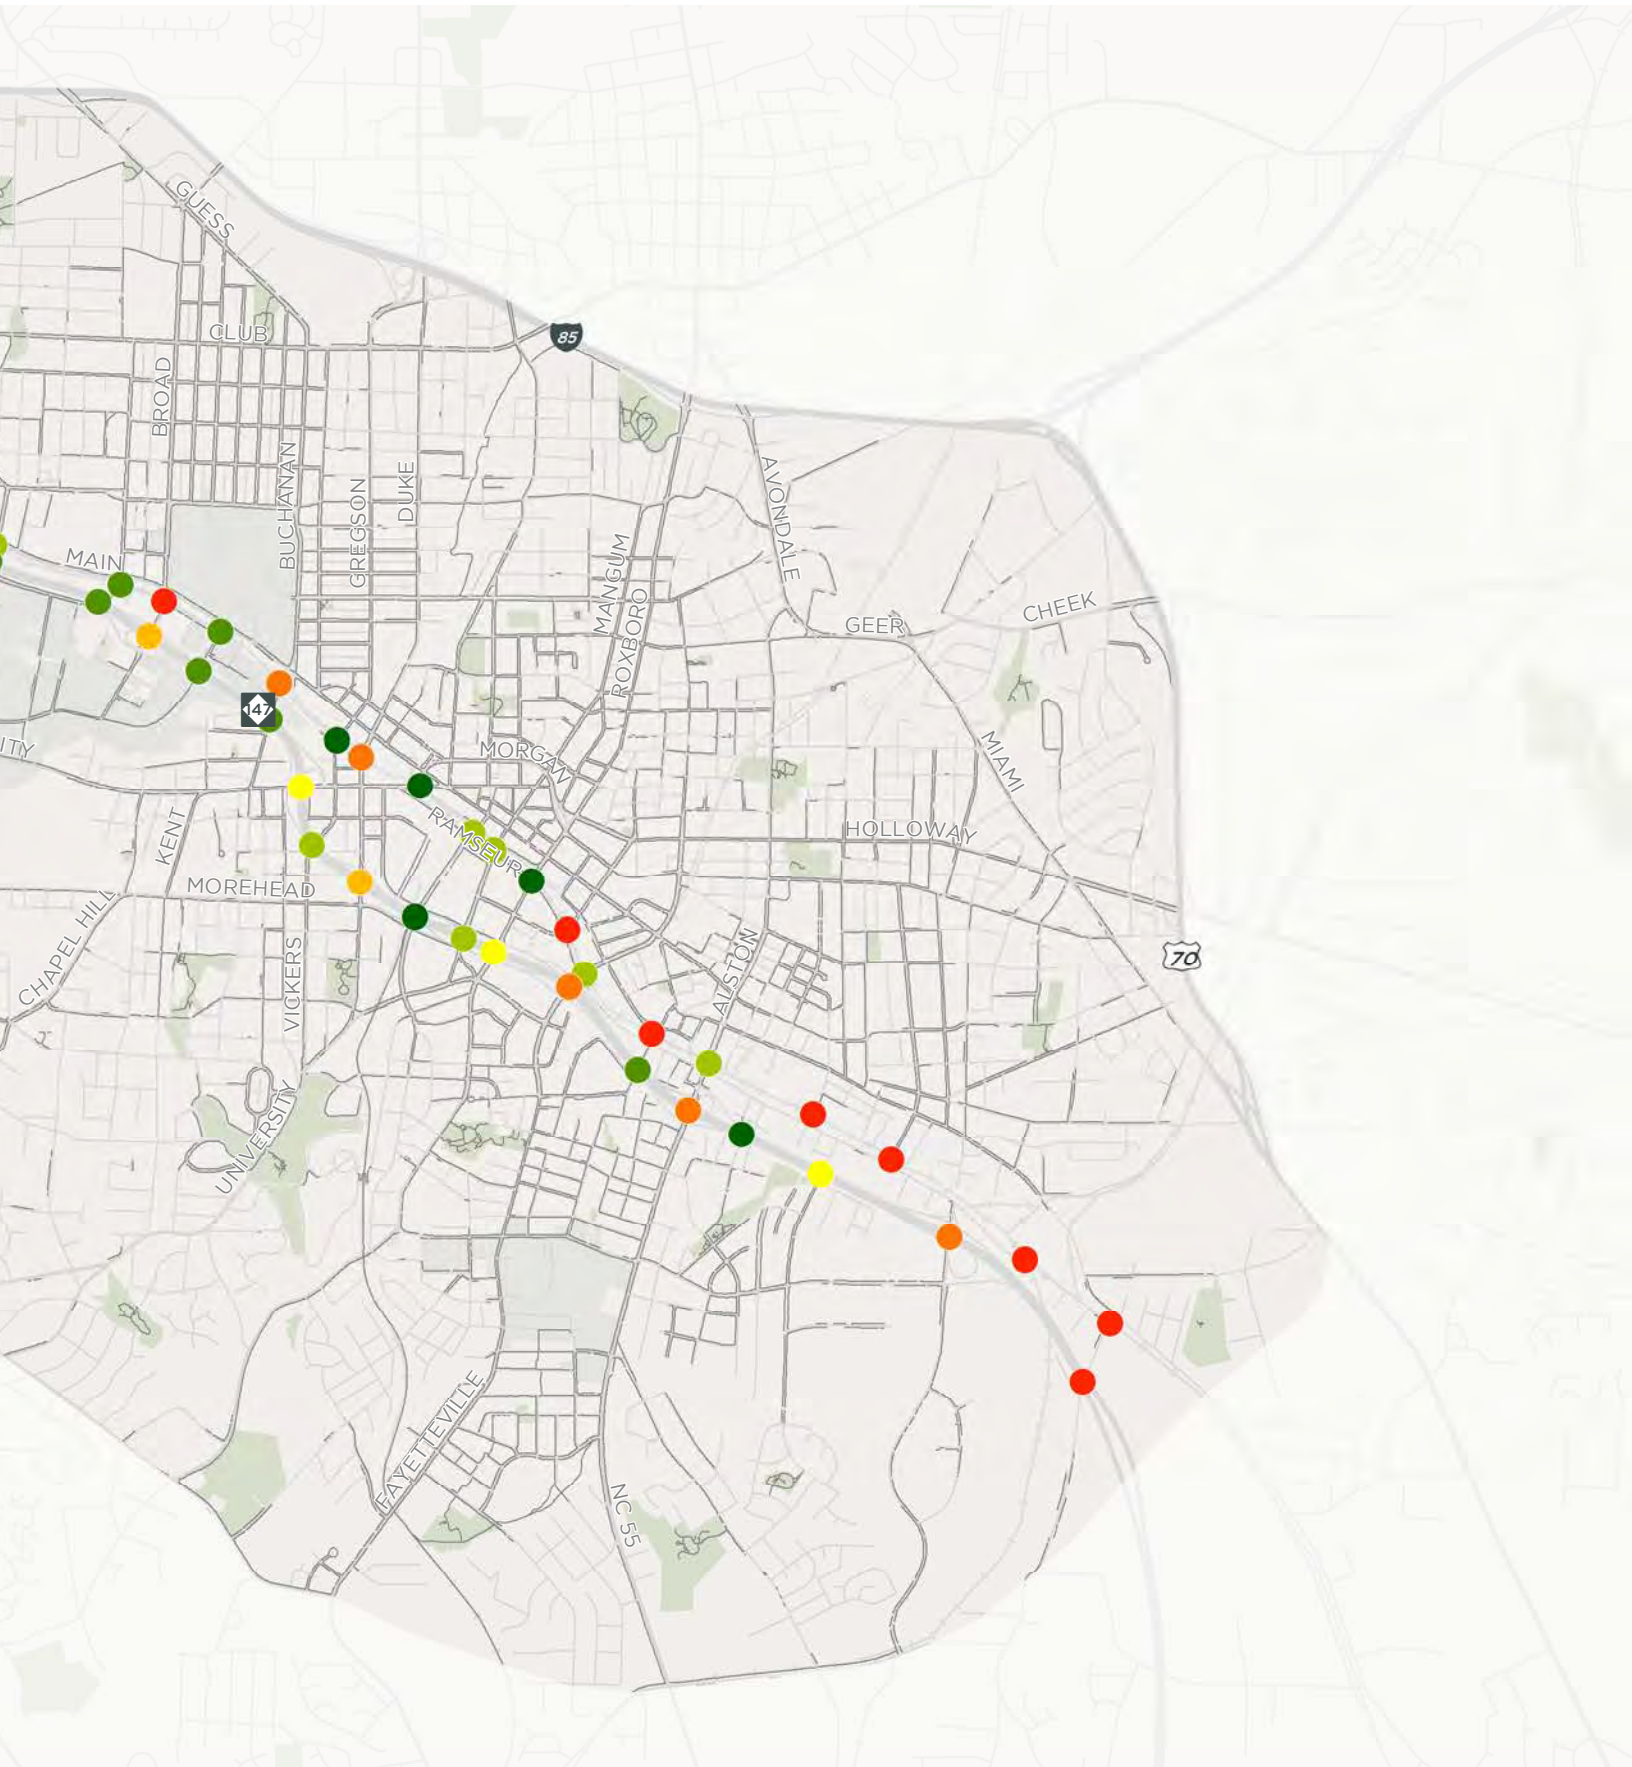 GUESS
CLUB
85
BROAD
BUCHANAN
GREGSON
DUKE
AVONDALE
MAIN
MANGUM
ROXBORO
GEER
CHEEK
147
ITY
MORGAN
MIAMI
KENT
RAMSEUR
HOLLOWAY
MOREHEAD
CHAPEL HILL
VICKERS
ALSTON
70
UNIVERSITY
FAYETTEVILLE
NC 55